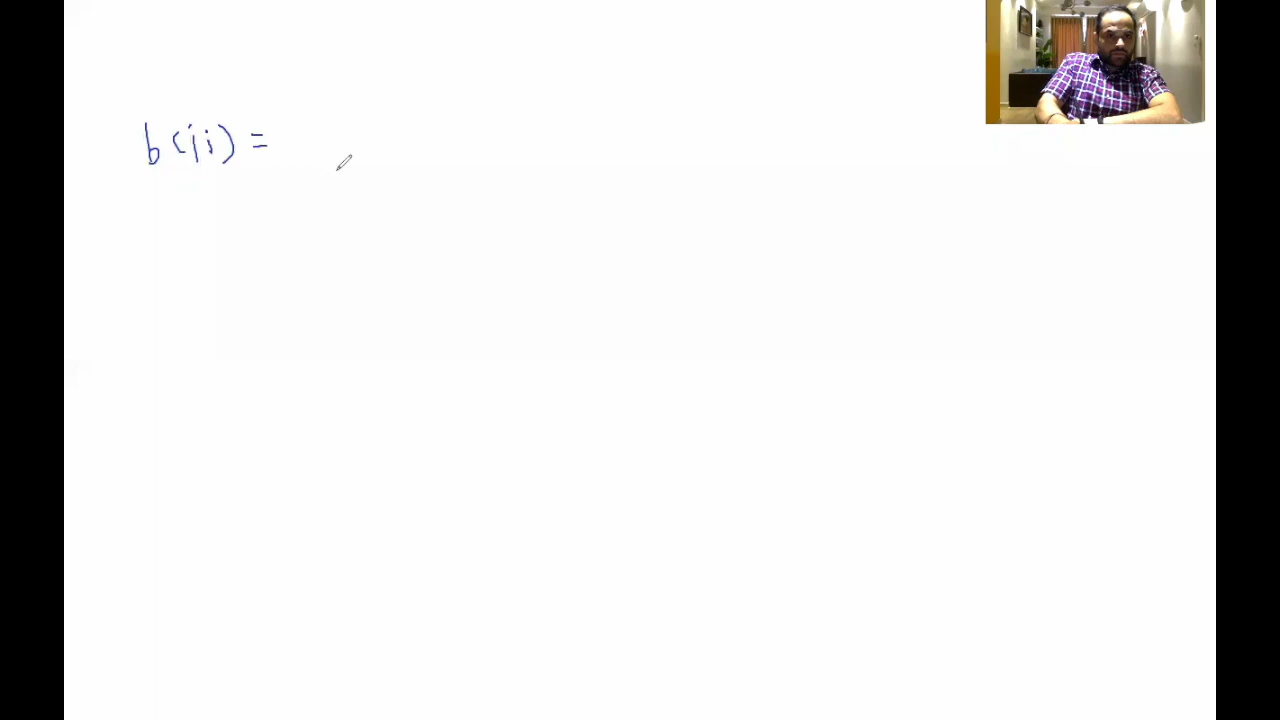 b(ii) =